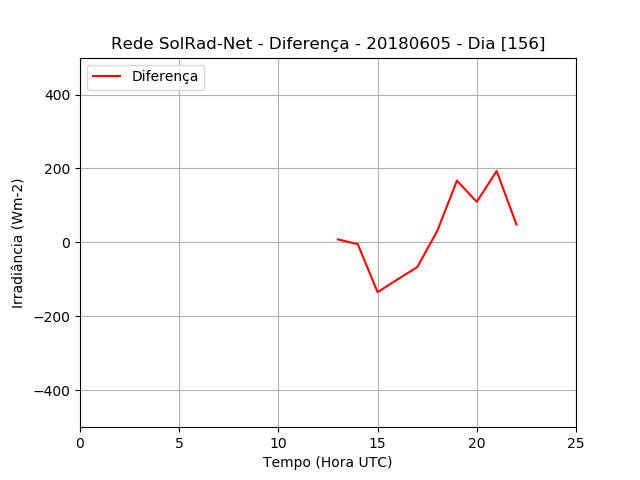 Rede SolRad-Net - Diferença - 20180605 - Dia [156]
Diferença
400
200
0
−200
−400
Irradiância (Wm-2)
0 5 10 15 20 25
Tempo (Hora UTC)